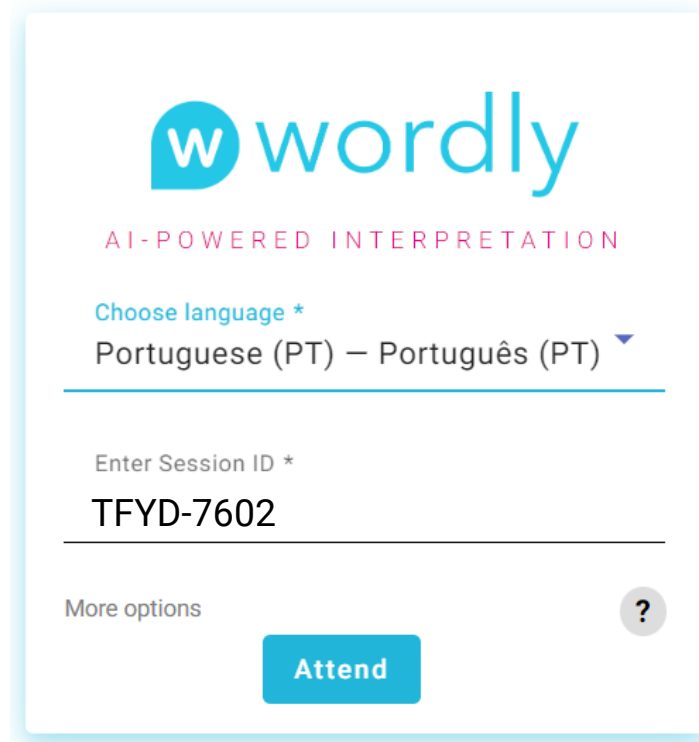 w wordly
AI-POWERED INTERPRETATION
Choose language *
Portuguese (PT) — Português (PT)
Enter Session ID *
TFYD-7602
More options
?
Attend